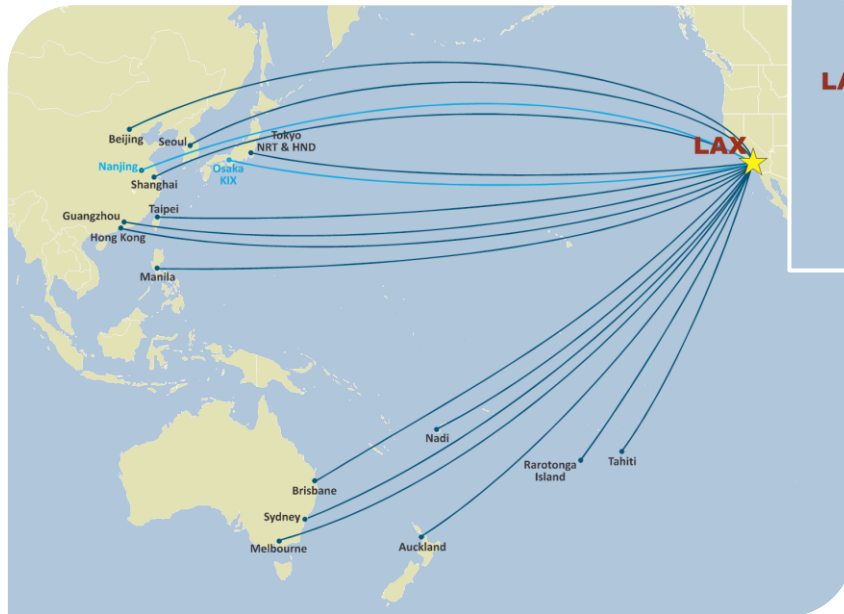 LA
LAX
Beijing
Seoul
Tokyo
NRT & HND
Nanjing
Osaka
KIX
Shanghai
Taipei
Guangzhou
Hong Kong
Manila
Nadi
Rarotonga
Island
Tahiti
Brisbane
Sydney
Melbourne
Auckland